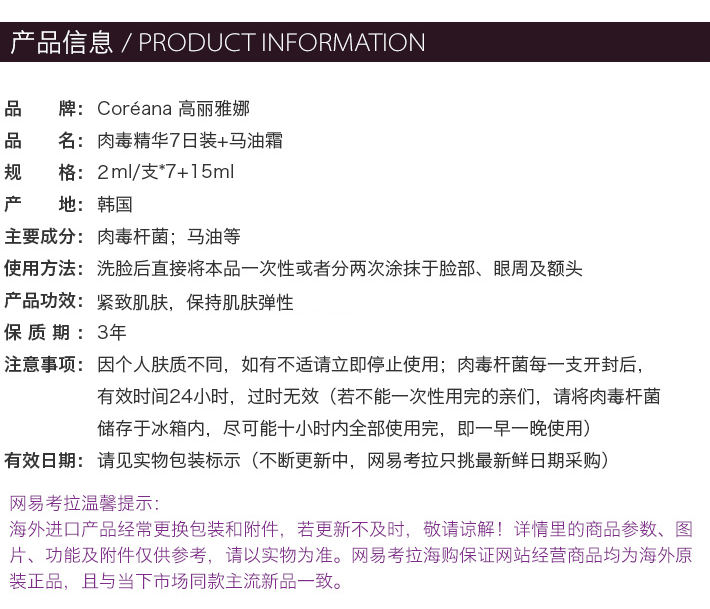 产品信息 / PRODUCT INFORMATION
品 牌： Coréana 高丽雅娜
品 名： 肉毒精华7日装+马油霜
规 格： 2ml/支*7+15ml
产 地： 韩国
主要成分： 肉毒杆菌；马油等
使用方法： 洗脸后直接将本品一次性或者分两次涂抹于脸部、眼周及额头
产品功效： 紧致肌肤，保持肌肤弹性
保 质 期 ： 3年
注意事项： 因个人肤质不同，如有不适请立即停止使用；肉毒杆菌每一支开封后，
有效时间24小时，过时无效（若不能一次性用完的亲们，请将肉毒杆菌
储存于冰箱内，尽可能十小时内全部使用完，即一早一晚使用）
有效日期： 请见实物包装标示（不断更新中，网易考拉只挑最新鲜日期采购）
网易考拉温馨提示：
海外进口产品经常更换包装和附件，若更新不及时，敬请谅解！详情里的商品参数、图
片、功能及附件仅供参考，请以实物为准。网易考拉海购保证网站经营商品均为海外原
装正品，且与当下市场同款主流新品一致。